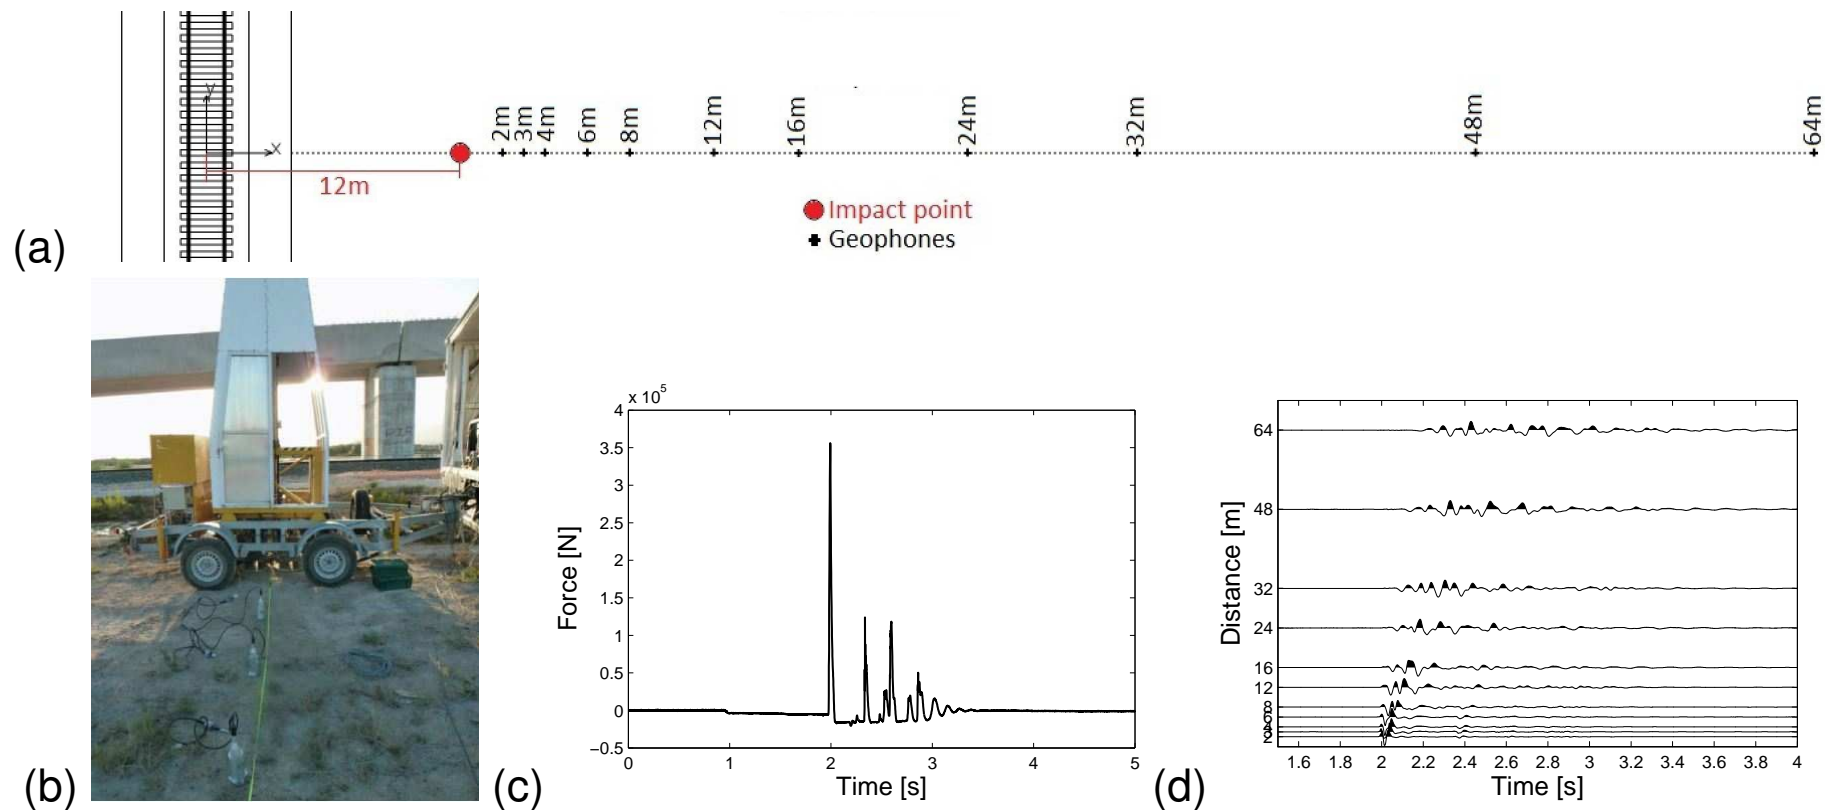 y
x
12m
2m
3m
4m
6m
8m
12m
16m
24m
32m
48m
64m
Impact point
Geophones
(a)
(b)
(c)
x 10^5
4
3.5
3
2.5
2
1.5
1
0.5
0
−0.5
Force [N]
0 1 2 3 4 5
Time [s]
(d)
64
48
32
24
16
12
8
6
4
3
2
Distance [m]
1.6 1.8 2 2.2 2.4 2.6 2.8 3 3.2 3.4 3.6 3.8 4
Time [s]